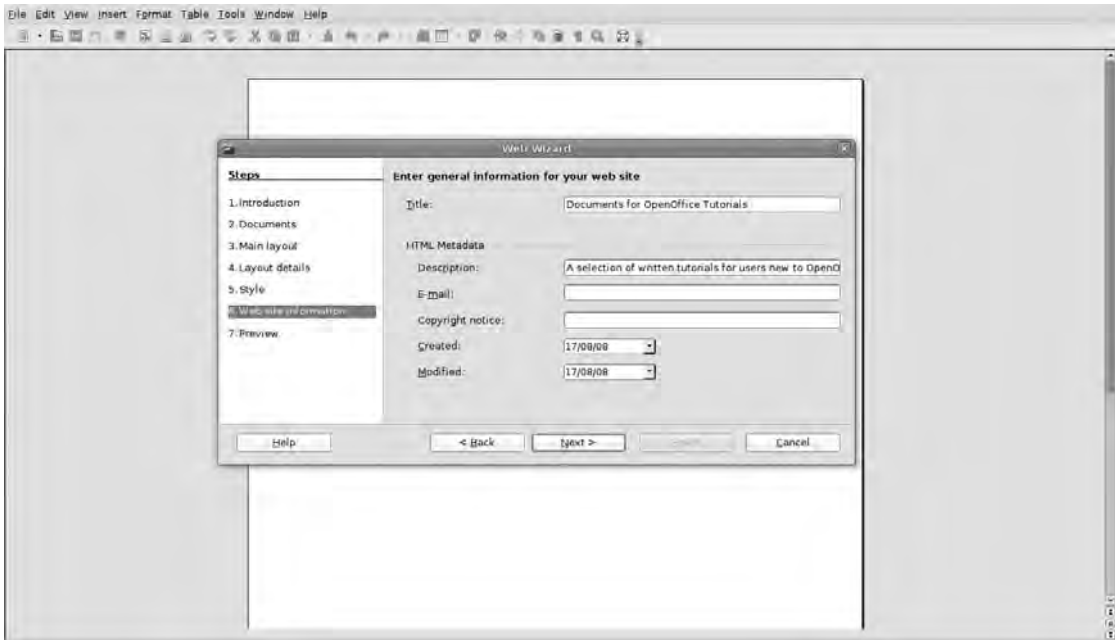 File Edit View Insert Format Table Tools Window Help
Web Wizard
Steps
1. Introduction
2. Documents
3. Main layout
4. Layout details
5. Style
6. Web site information
7. Preview
Enter general information for your web site
Title: Documents for OpenOffice Tutorials
HTML Metadata
Description: A selection of written tutorials for users new to OpenO
E-mail:
Copyright notice:
Created: 17/08/08
Modified: 17/08/08
Help < Back Next > Cancel